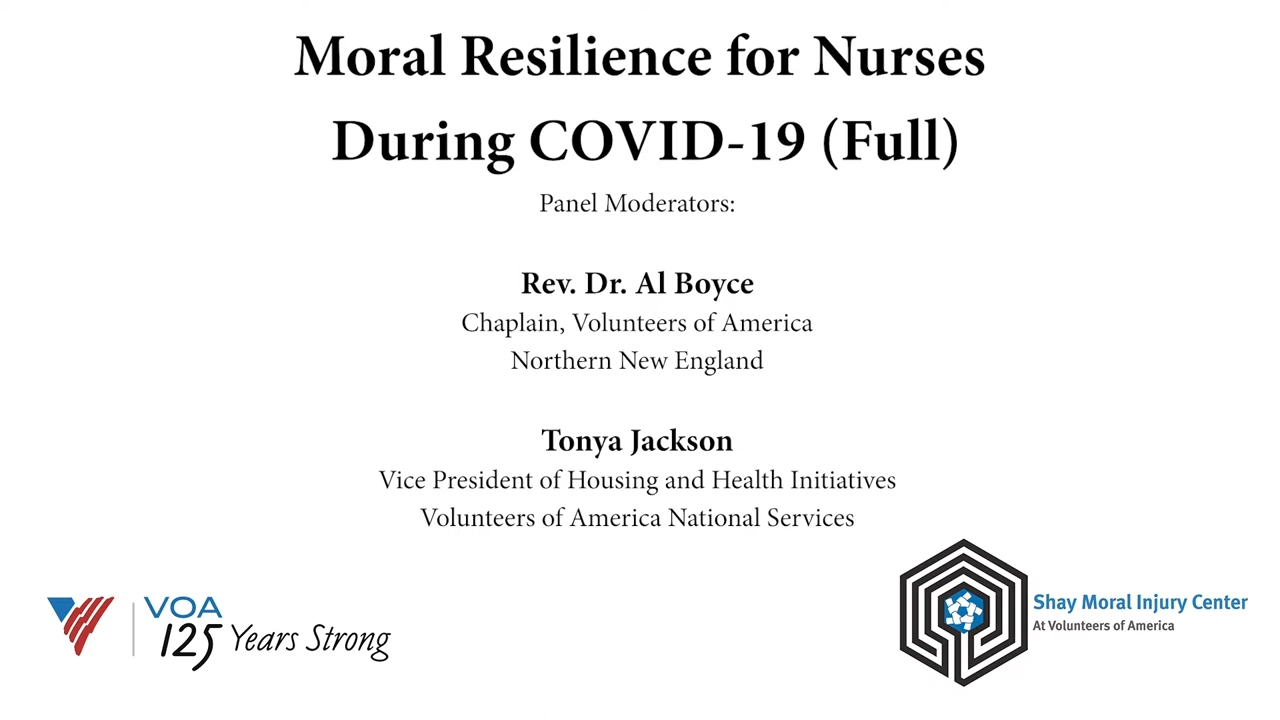 Moral Resilience for Nurses
During COVID-19 (Full)
Panel Moderators:
Rev. Dr. Al Boyce
Chaplain, Volunteers of America
Northern New England
Tonya Jackson
Vice President of Housing and Health Initiatives
Volunteers of America National Services
VOA
125 Years Strong
Shay Moral Injury Center
At Volunteers of America